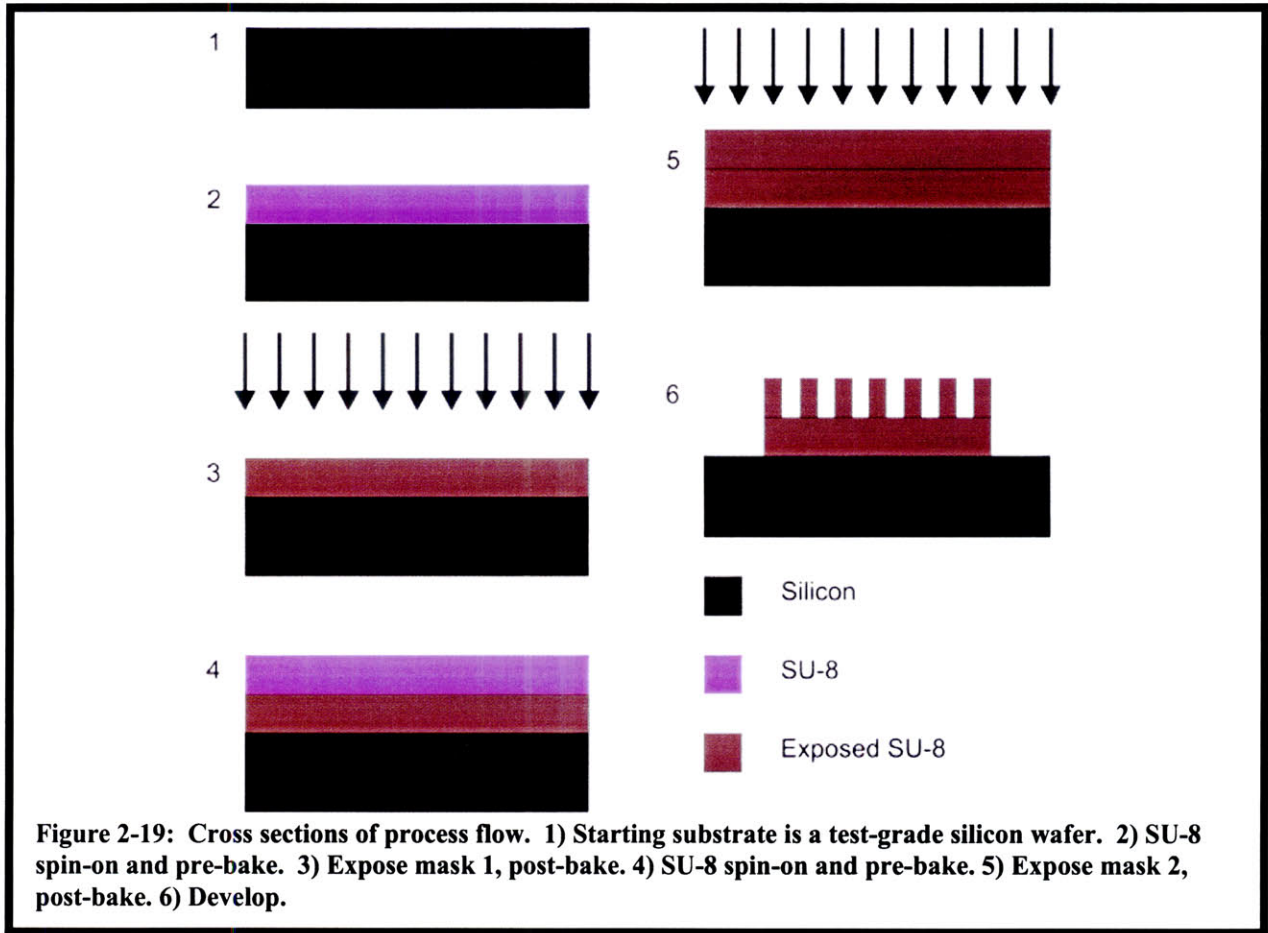 1
2
3
4
5
6
Silicon
SU-8
Exposed SU-8
Figure 2-19: Cross sections of process flow. 1) Starting substrate is a test-grade silicon wafer. 2) SU-8
spin-on and pre-bake. 3) Expose mask 1, post-bake. 4) SU-8 spin-on and pre-bake. 5) Expose mask 2,
post-bake. 6) Develop.